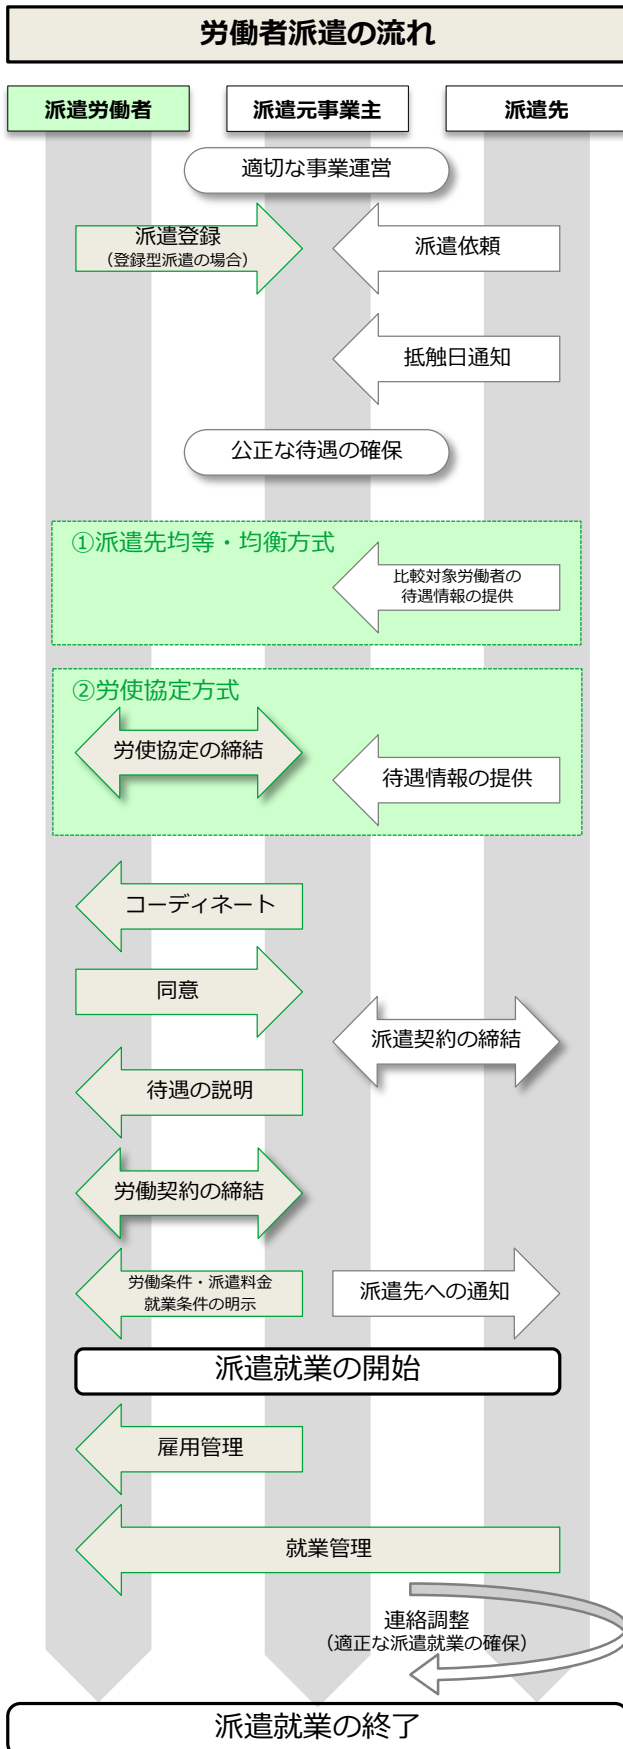 労働者派遣の流れ
派遣労働者
派遣元事業主
派遣先
適切な事業運営
派遣登録
（登録型派遣の場合）
派遣依頼
抵触日通知
公正な待遇の確保
①派遣先均等・均衡方式
比較対象労働者の
待遇情報の提供
②労使協定方式
労使協定の締結
待遇情報の提供
コーディネート
同意
派遣契約の締結
待遇の説明
労働契約の締結
労働条件・派遣料金
就業条件の明示
派遣先への通知
派遣就業の開始
雇用管理
就業管理
連絡調整
（適正な派遣就業の確保）
派遣就業の終了